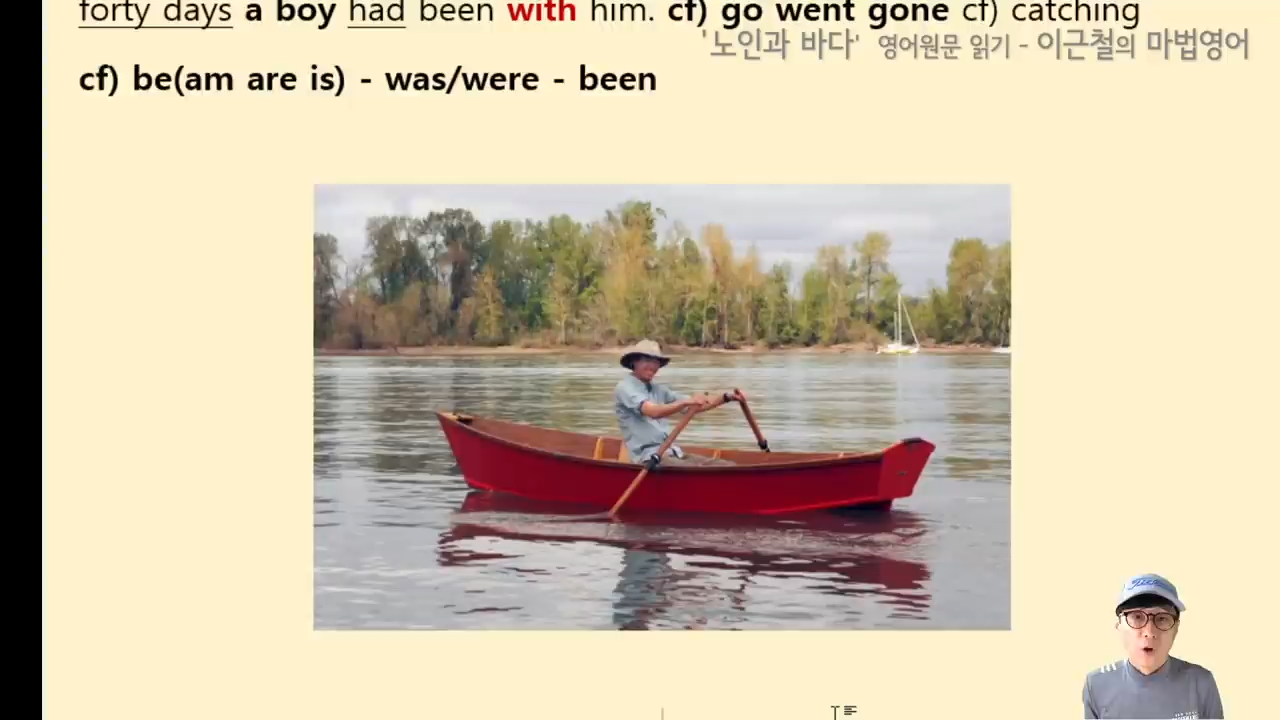 forty days a boy had been with him. cf) go went gone cf) catching
'노인과 바다' 영어원문 읽기 - 이근철의 마법영어
cf) be(am are is) - was/were - been